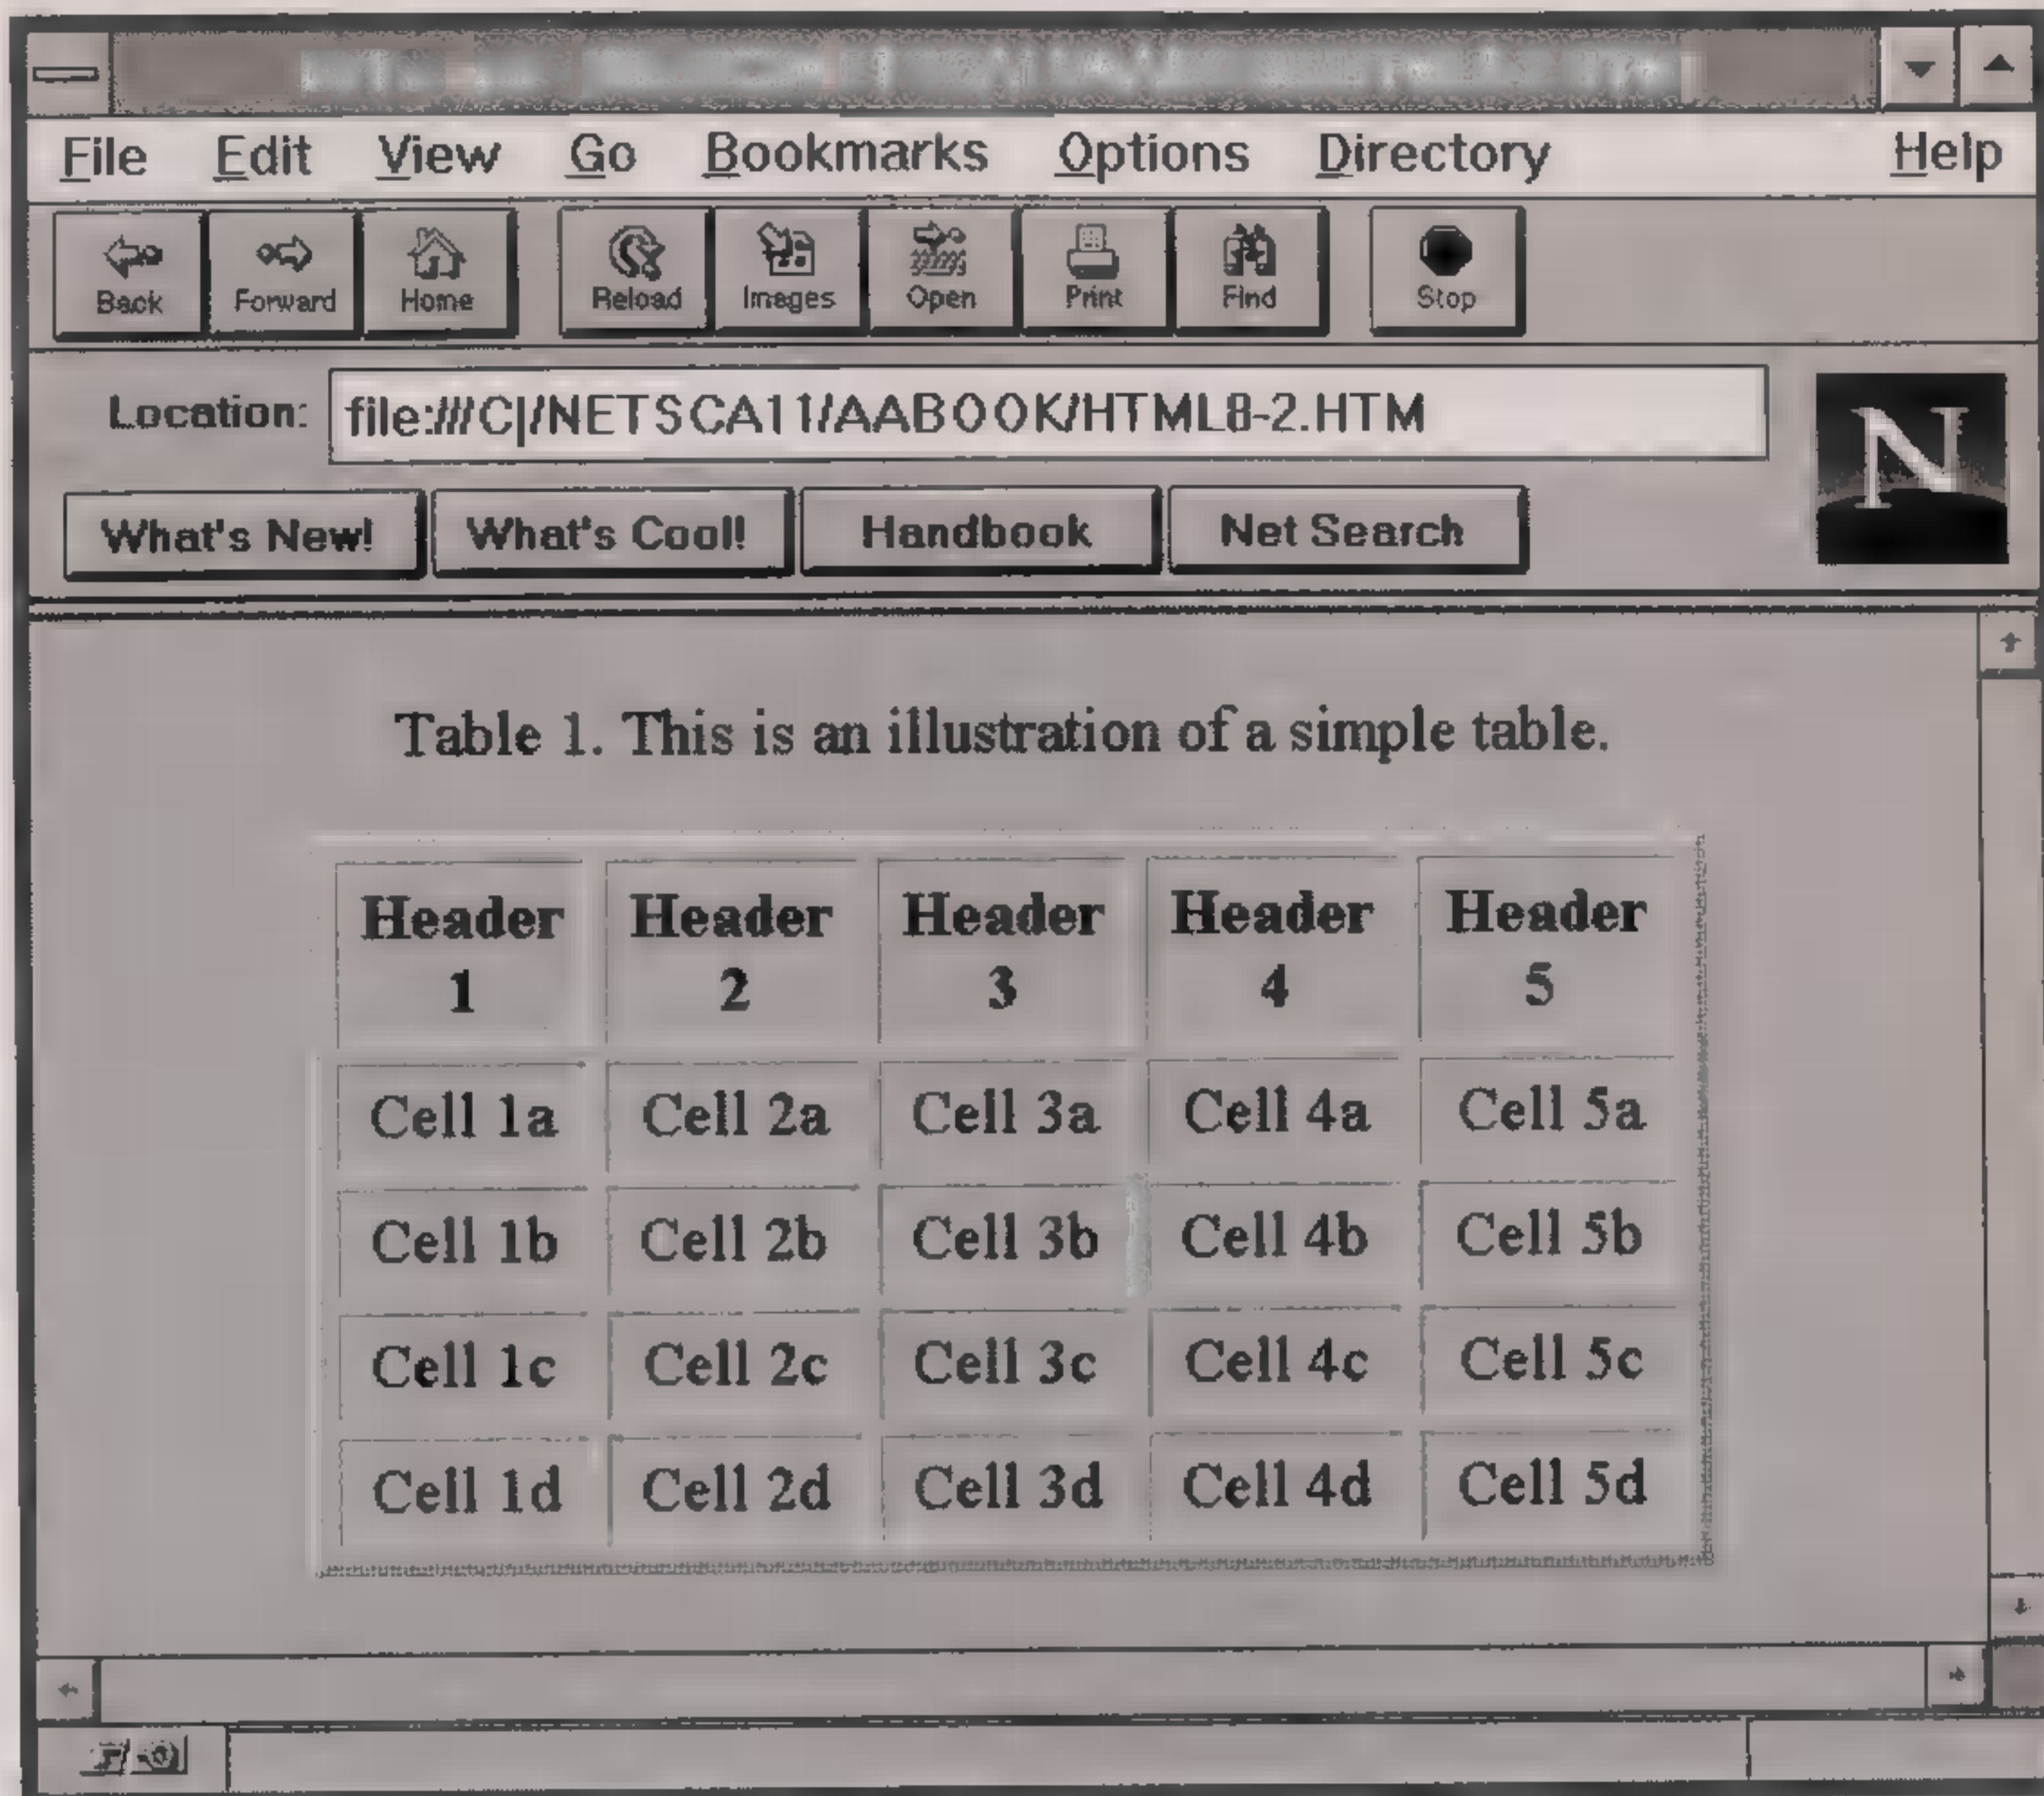 File Edit View Go Bookmarks Options Directory Help
Back Forward Home Reload Images Open Print Find Stop
Location: file:///C|/NETSCA11/AABOOK/HTML8-2.HTM
N
What's New! What's Cool! Handbook Net Search
Table 1. This is an illustration of a simple table.
Header Header Header Header Header
1 2 3 4 5
Cell 1a Cell 2a Cell 3a Cell 4a Cell 5a
Cell 1b Cell 2b Cell 3b Cell 4b Cell 5b
Cell 1c Cell 2c Cell 3c Cell 4c Cell 5c
Cell 1d Cell 2d Cell 3d Cell 4d Cell 5d